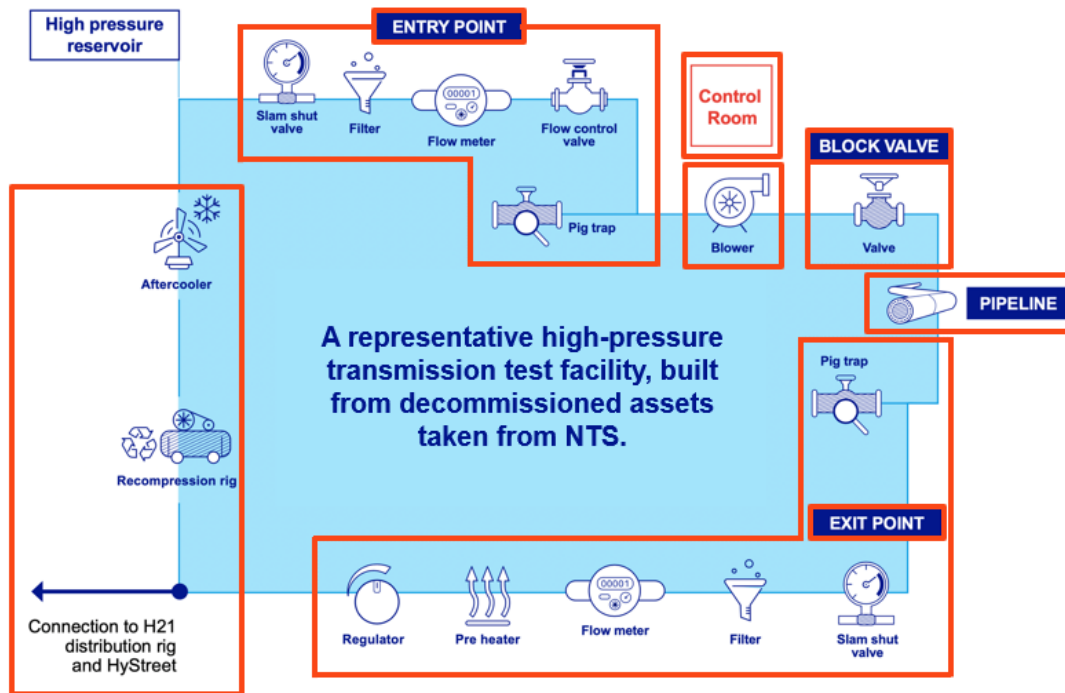 High pressure
reservoir
ENTRY POINT
00001
Slam shut
valve
Filter
Flow meter
Flow control
valve
Pig trap
Control
Room
Blower
BLOCK VALVE
Valve
PIPELINE
Aftercooler
Recompression rig
A representative high-pressure
transmission test facility, built
from decommissioned assets
taken from NTS.
Pig trap
EXIT POINT
Connection to H21
distribution rig
and HyStreet
Regulator
Pre heater
00001
Flow meter
Filter
Slam shut
valve